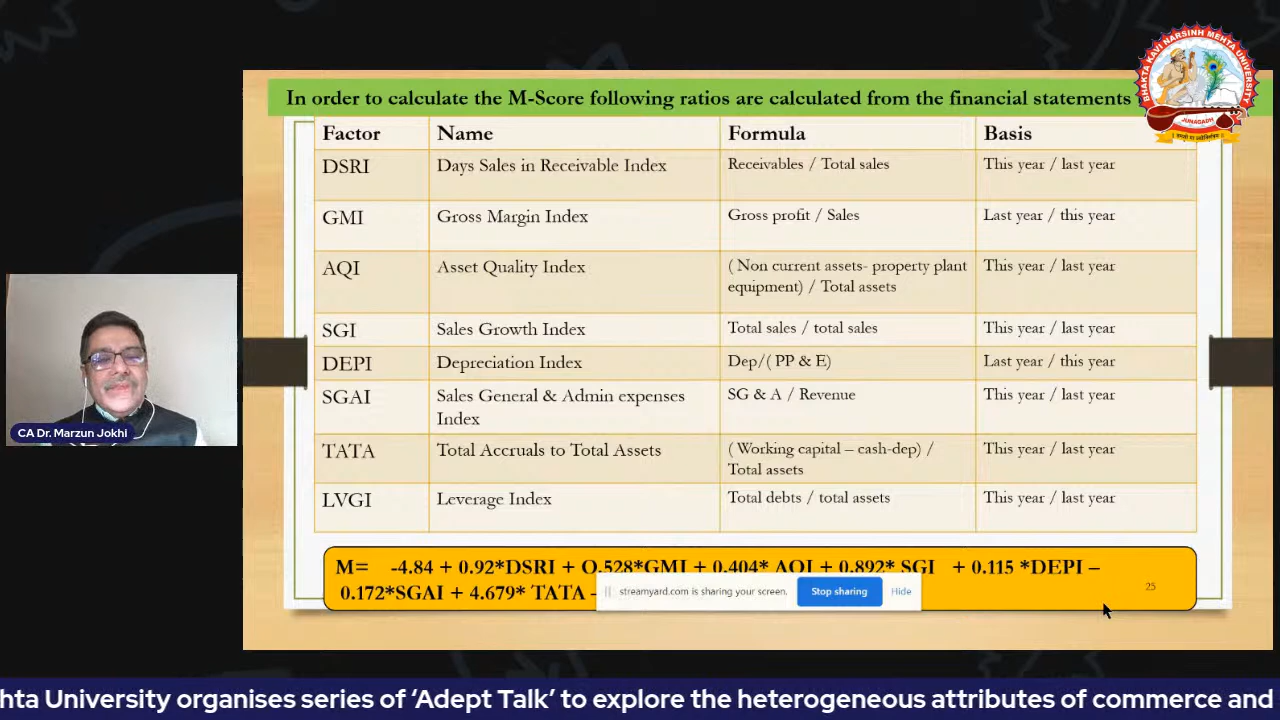 In order to calculate the M-Score following ratios are calculated from the financial statements
BHAKTA KAVI NARSINH MEHTA UNIVERSITY
JUNAGADH
Factor Name Formula Basis
DSRI Days Sales in Receivable Index Receivables / Total sales This year / last year
GMI Gross Margin Index Gross profit / Sales Last year / this year
AQI Asset Quality Index ( Non current assets- property plant This year / last year
equipment) / Total assets
SGI Sales Growth Index Total sales / total sales This year / last year
DEPI Depreciation Index Dep/( PP & E) Last year / this year
SGAI Sales General & Admin expenses SG & A / Revenue This year / last year
Index
TATA Total Accruals to Total Assets ( Working capital – cash-dep) / This year / last year
Total assets
LVGI Leverage Index Total debts / total assets This year / last year
M= -4.84 + 0.92*DSRI + O.528*GMI + 0.404* AQI + 0.892* SGI + 0.115 *DEPI –
0.172*SGAI + 4.679* TATA -
streamyard.com is sharing your screen. Stop sharing Hide
25
CA Dr. Marzun Jokhi
hta University organises series of ‘Adept Talk’ to explore the heterogeneous attributes of commerce and